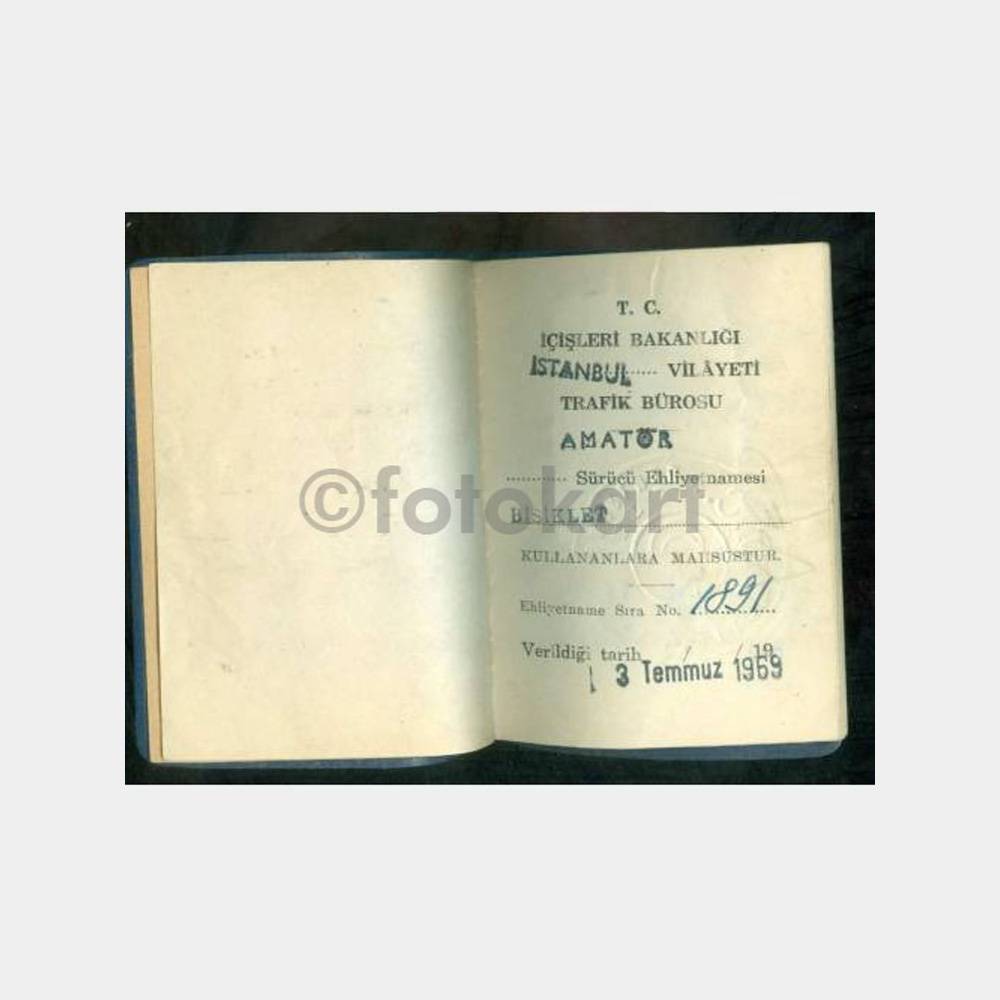 T. C.
İÇİŞLERİ BAKANLIĞI
İSTANBUL ........ VİLÂYETİ
TRAFİK BÜROSU
AMATÖR
............ Sürücü Ehliyetnamesi
©fotokart
BİSİKLET ....................
KULLANANLARA MAHSUSTUR.
Ehliyetname Sıra No. 1891
Verildiği tarih / / 19
3 Temmuz 1969